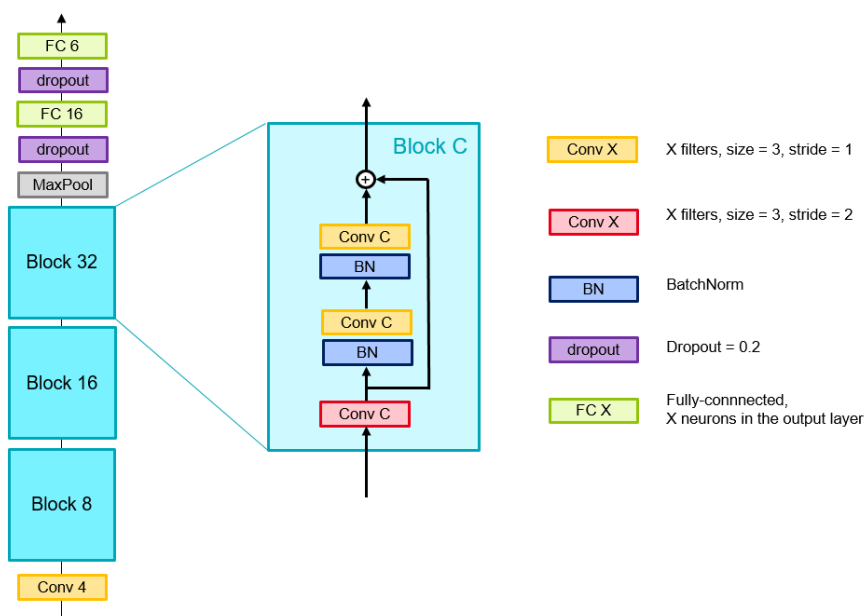 FC 6
dropout
FC 16
dropout
MaxPool
Block 32
Block 16
Block 8
Conv 4
Block C
+
Conv C
BN
Conv C
BN
Conv C
Conv X
X filters, size = 3, stride = 1
Conv X
X filters, size = 3, stride = 2
BN
BatchNorm
dropout
Dropout = 0.2
FC X
Fully-connnected,
X neurons in the output layer